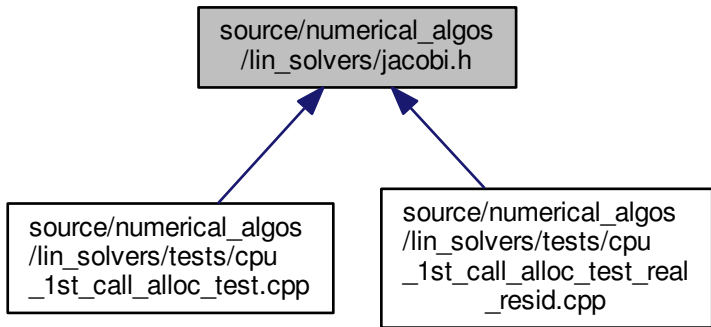 source/numerical_algos
/lin_solvers/jacobi.h
source/numerical_algos
/lin_solvers/tests/cpu
_1st_call_alloc_test.cpp
source/numerical_algos
/lin_solvers/tests/cpu
_1st_call_alloc_test_real
_resid.cpp